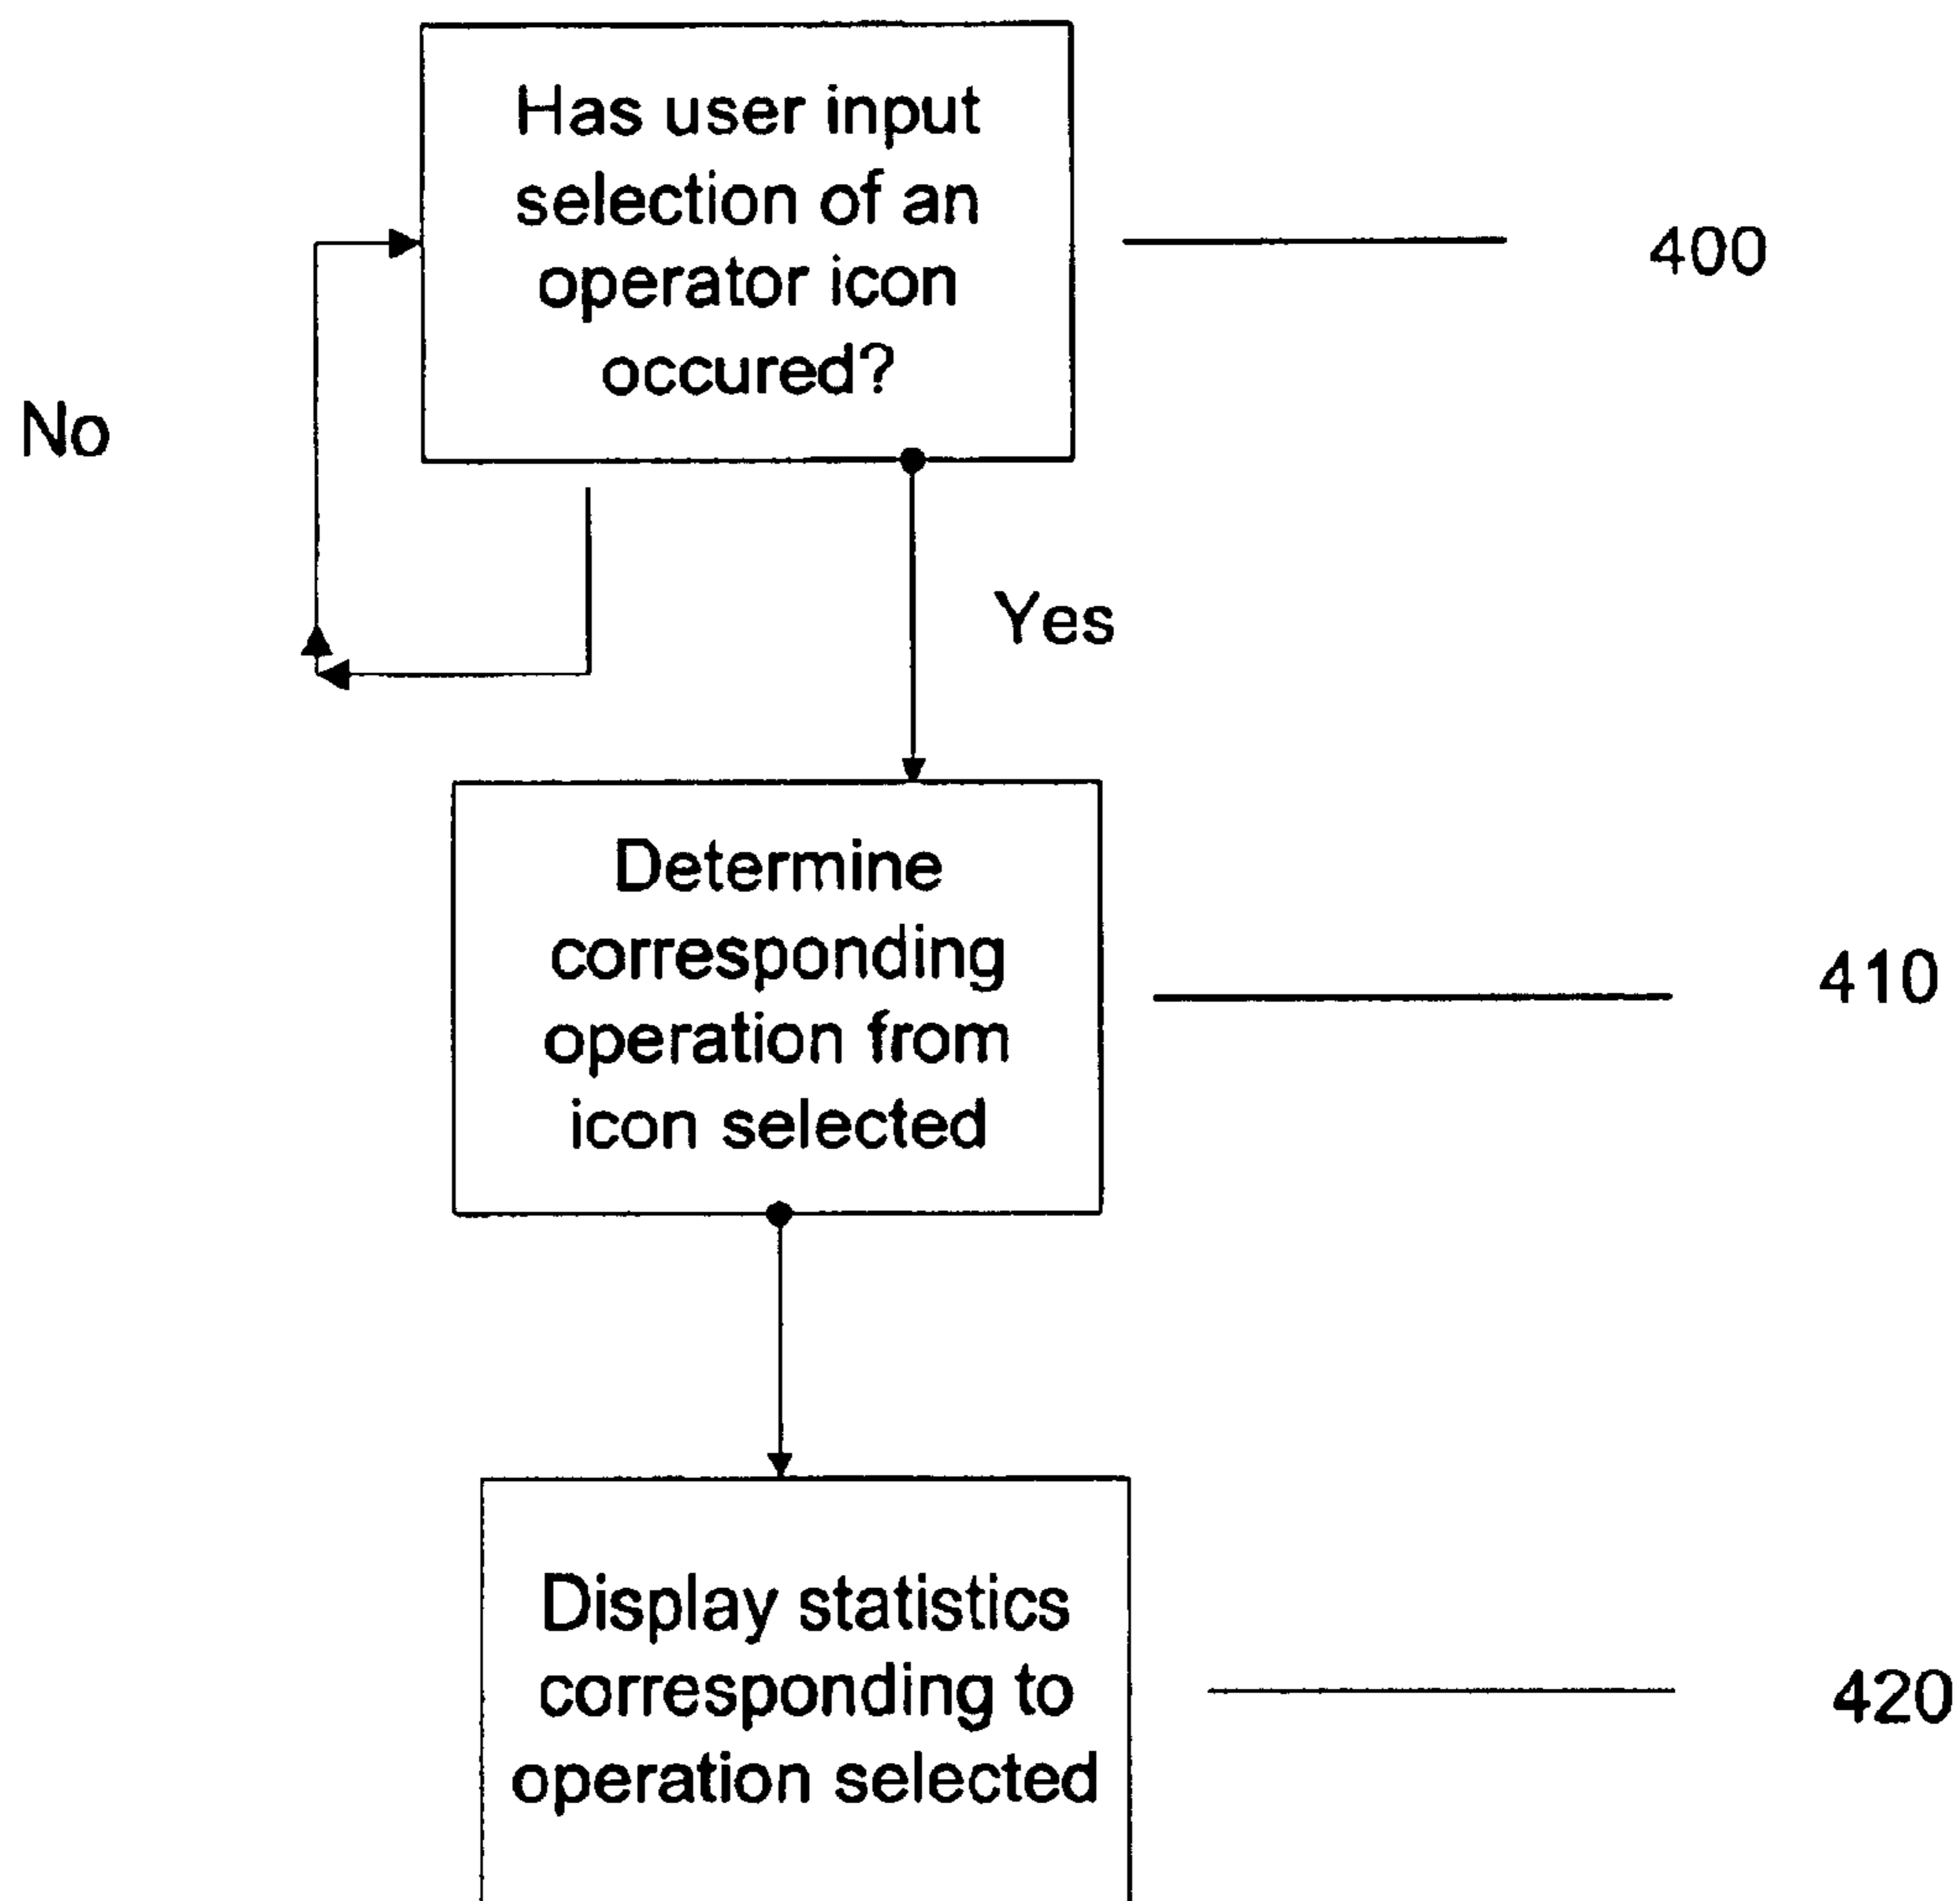 Has user input
selection of an
operator icon
occured?
400
No
Yes
Determine
corresponding
operation from
icon selected
410
Display statistics
corresponding to
operation selected
420